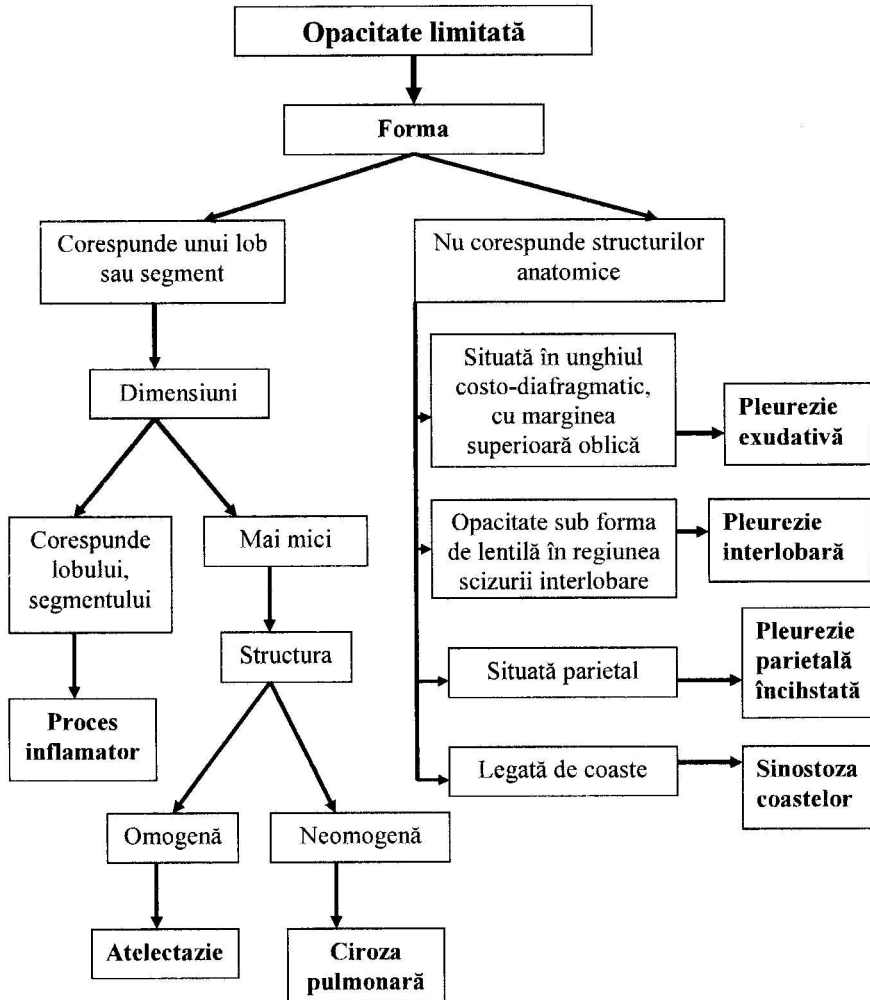 Opacitate limitată
Forma
Corespunde unui lob
sau segment
Nu corespunde structurilor
anatomice
Dimensiuni
Situată în unghiul
costo-diafragmatic,
cu marginea
superioară oblică
Pleurezie
exudativă
Corespunde
lobului,
segmentului
Mai mici
Opacitate sub forma
de lentilă în regiunea
scizurii interlobare
Pleurezie
interlobară
Structura
Situată parietal
Pleurezie
parietală
încihstată
Proces
inflamator
Legată de coaste
Sinostoza
coastelor
Omogenă
Neomogenă
Atelectazie
Ciroza
pulmonară